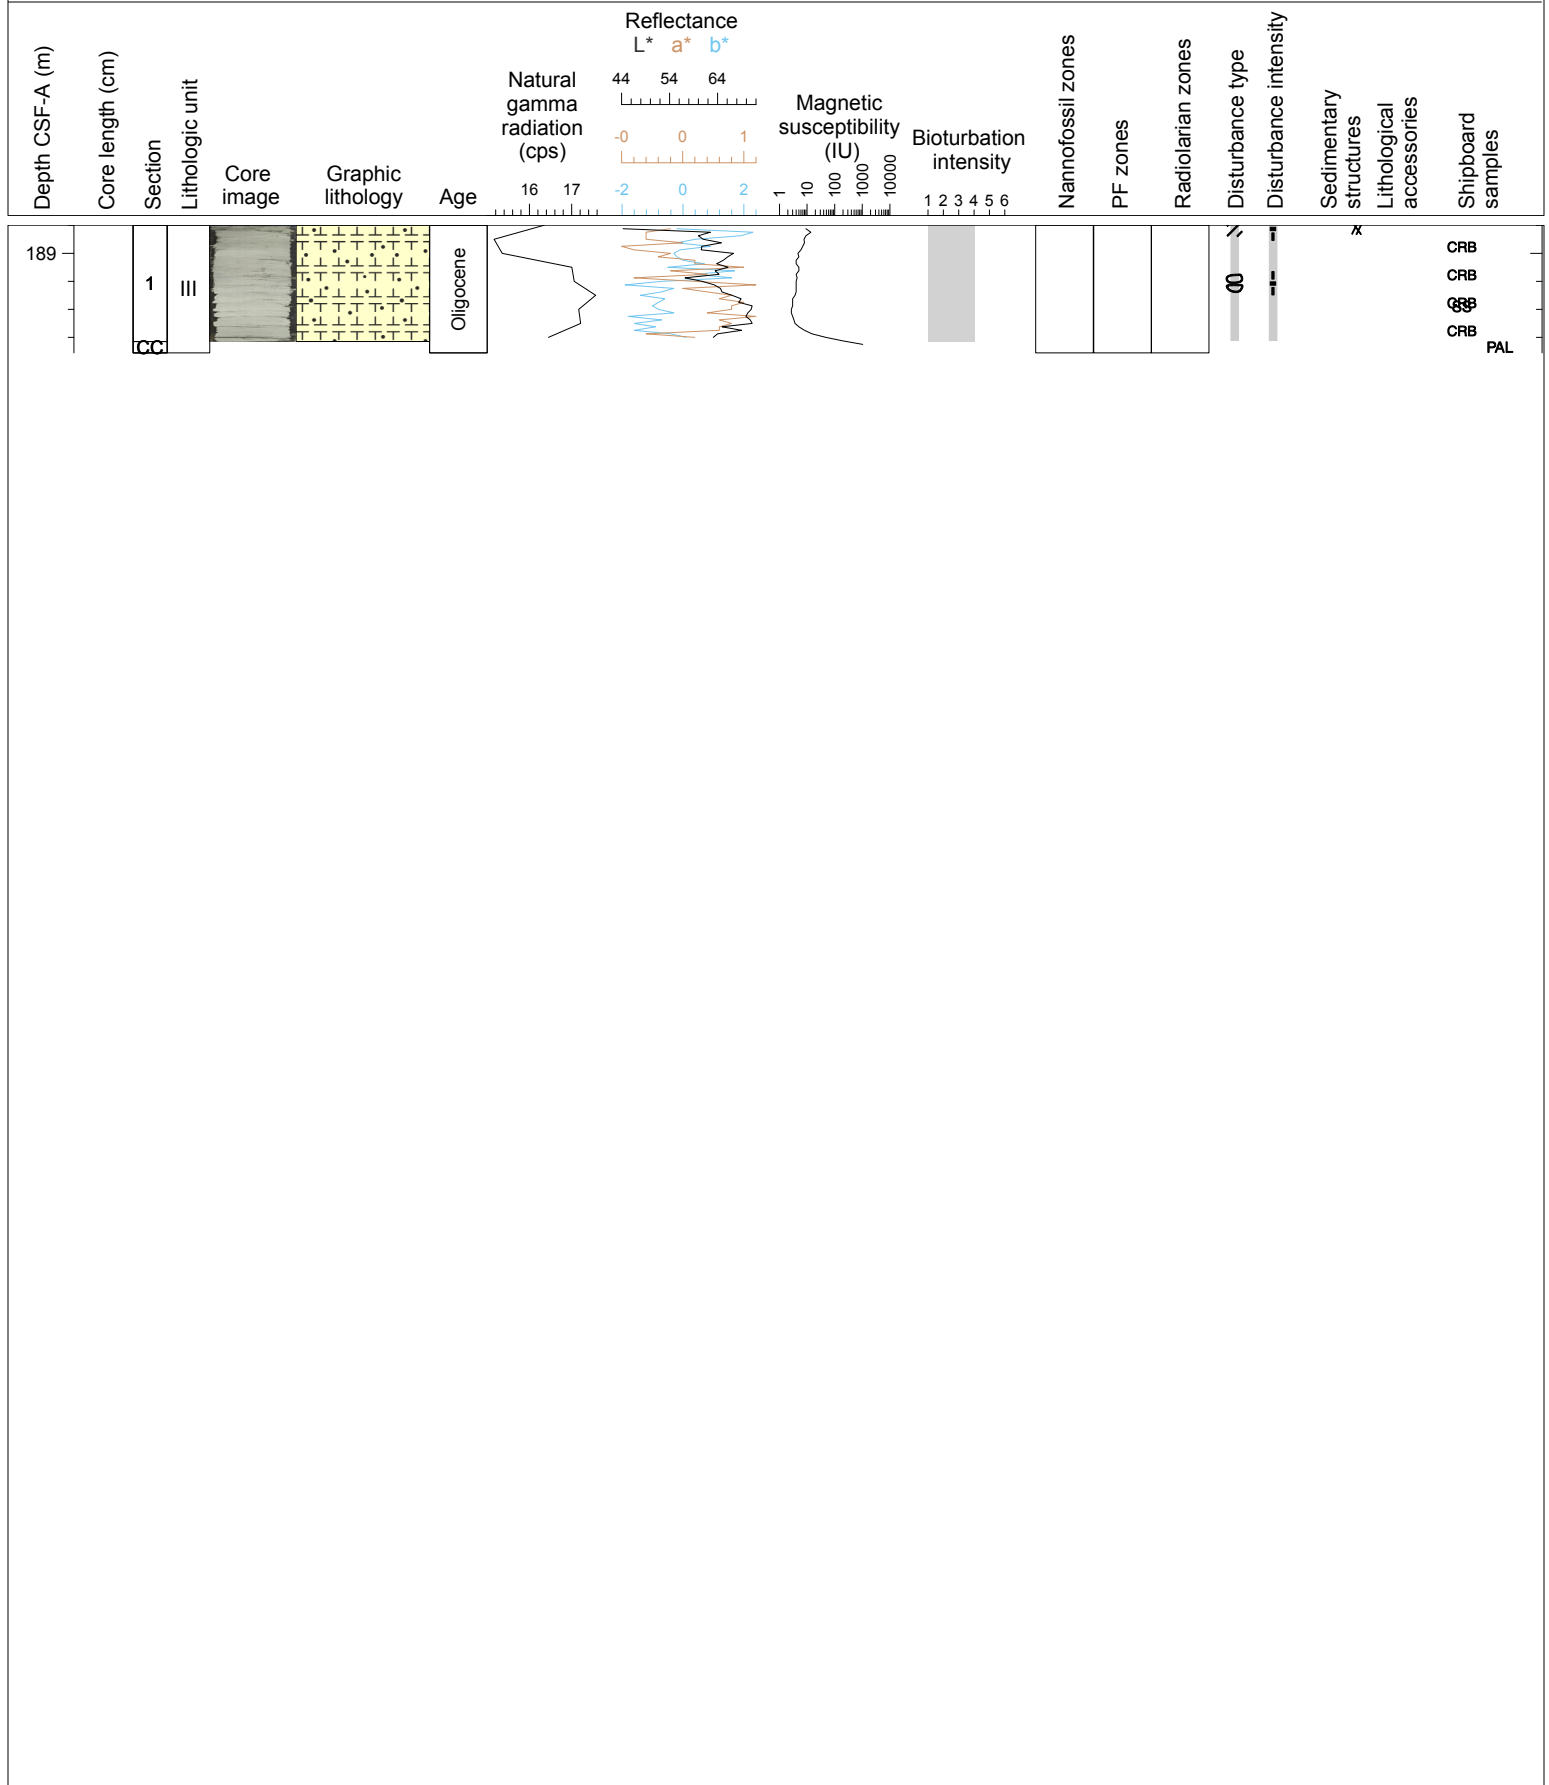 Depth CSF-A (m)
Core length (cm)
Section
Lithologic unit
Core
image
Graphic
lithology
Age
Natural
gamma
radiation
(cps)
16 17
Reflectance
L* a* b*
44 54 64
-0 0 1
-2 0 2
Magnetic
susceptibility
(IU)
1 10 100 1000 10000
Bioturbation
intensity
1 2 3 4 5 6
Nannofossil zones
PF zones
Radiolarian zones
Disturbance type
Disturbance intensity
Sedimentary
structures
Lithological
accessories
Shipboard
samples
189
1
III
CC
Oligocene
CRB
CRB
CRB
SS
CRB
PAL